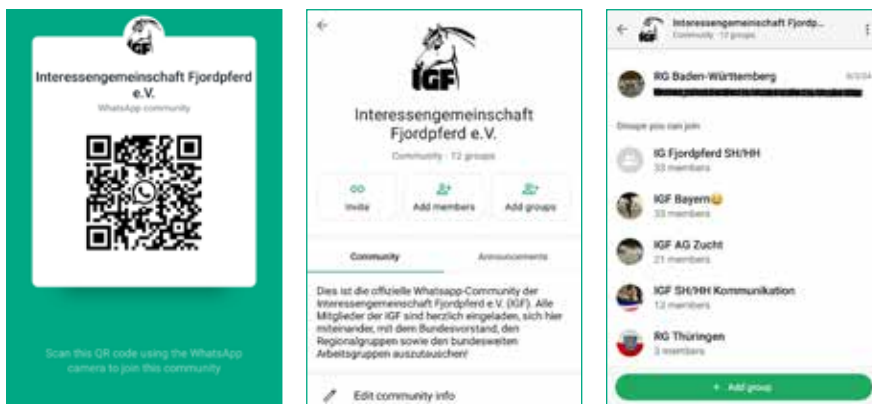 IGF
Interessengemeinschaft Fjordpferd
e.V.
WhatsApp community
Scan this QR code using the WhatsApp
camera to join this community
IGF
Interessengemeinschaft
Fjordpferd e.V.
Community · 12 groups
Invite
Add members
Add groups
Community
Announcements
Dies ist die offizielle Whatsapp-Community der
Interessengemeinschaft Fjordpferd e.V. (IGF). Alle
Mitglieder der IGF sind herzlich eingeladen, sich hier
miteinander, mit dem Bundesvorstand, den
Regionalgruppen sowie den bundesweiten
Arbeitsgruppen auszutauschen!
Edit community info
IGF
Interessengemeinschaft Fjordp...
Community · 12 groups
RG Baden-Württemberg
Groups you can join
IG Fjordpferd SH/HH
33 members
IGF Bayern😀
33 members
IGF AG Zucht
21 members
IGF SH/HH Kommunikation
12 members
RG Thüringen
3 members
+ Add group